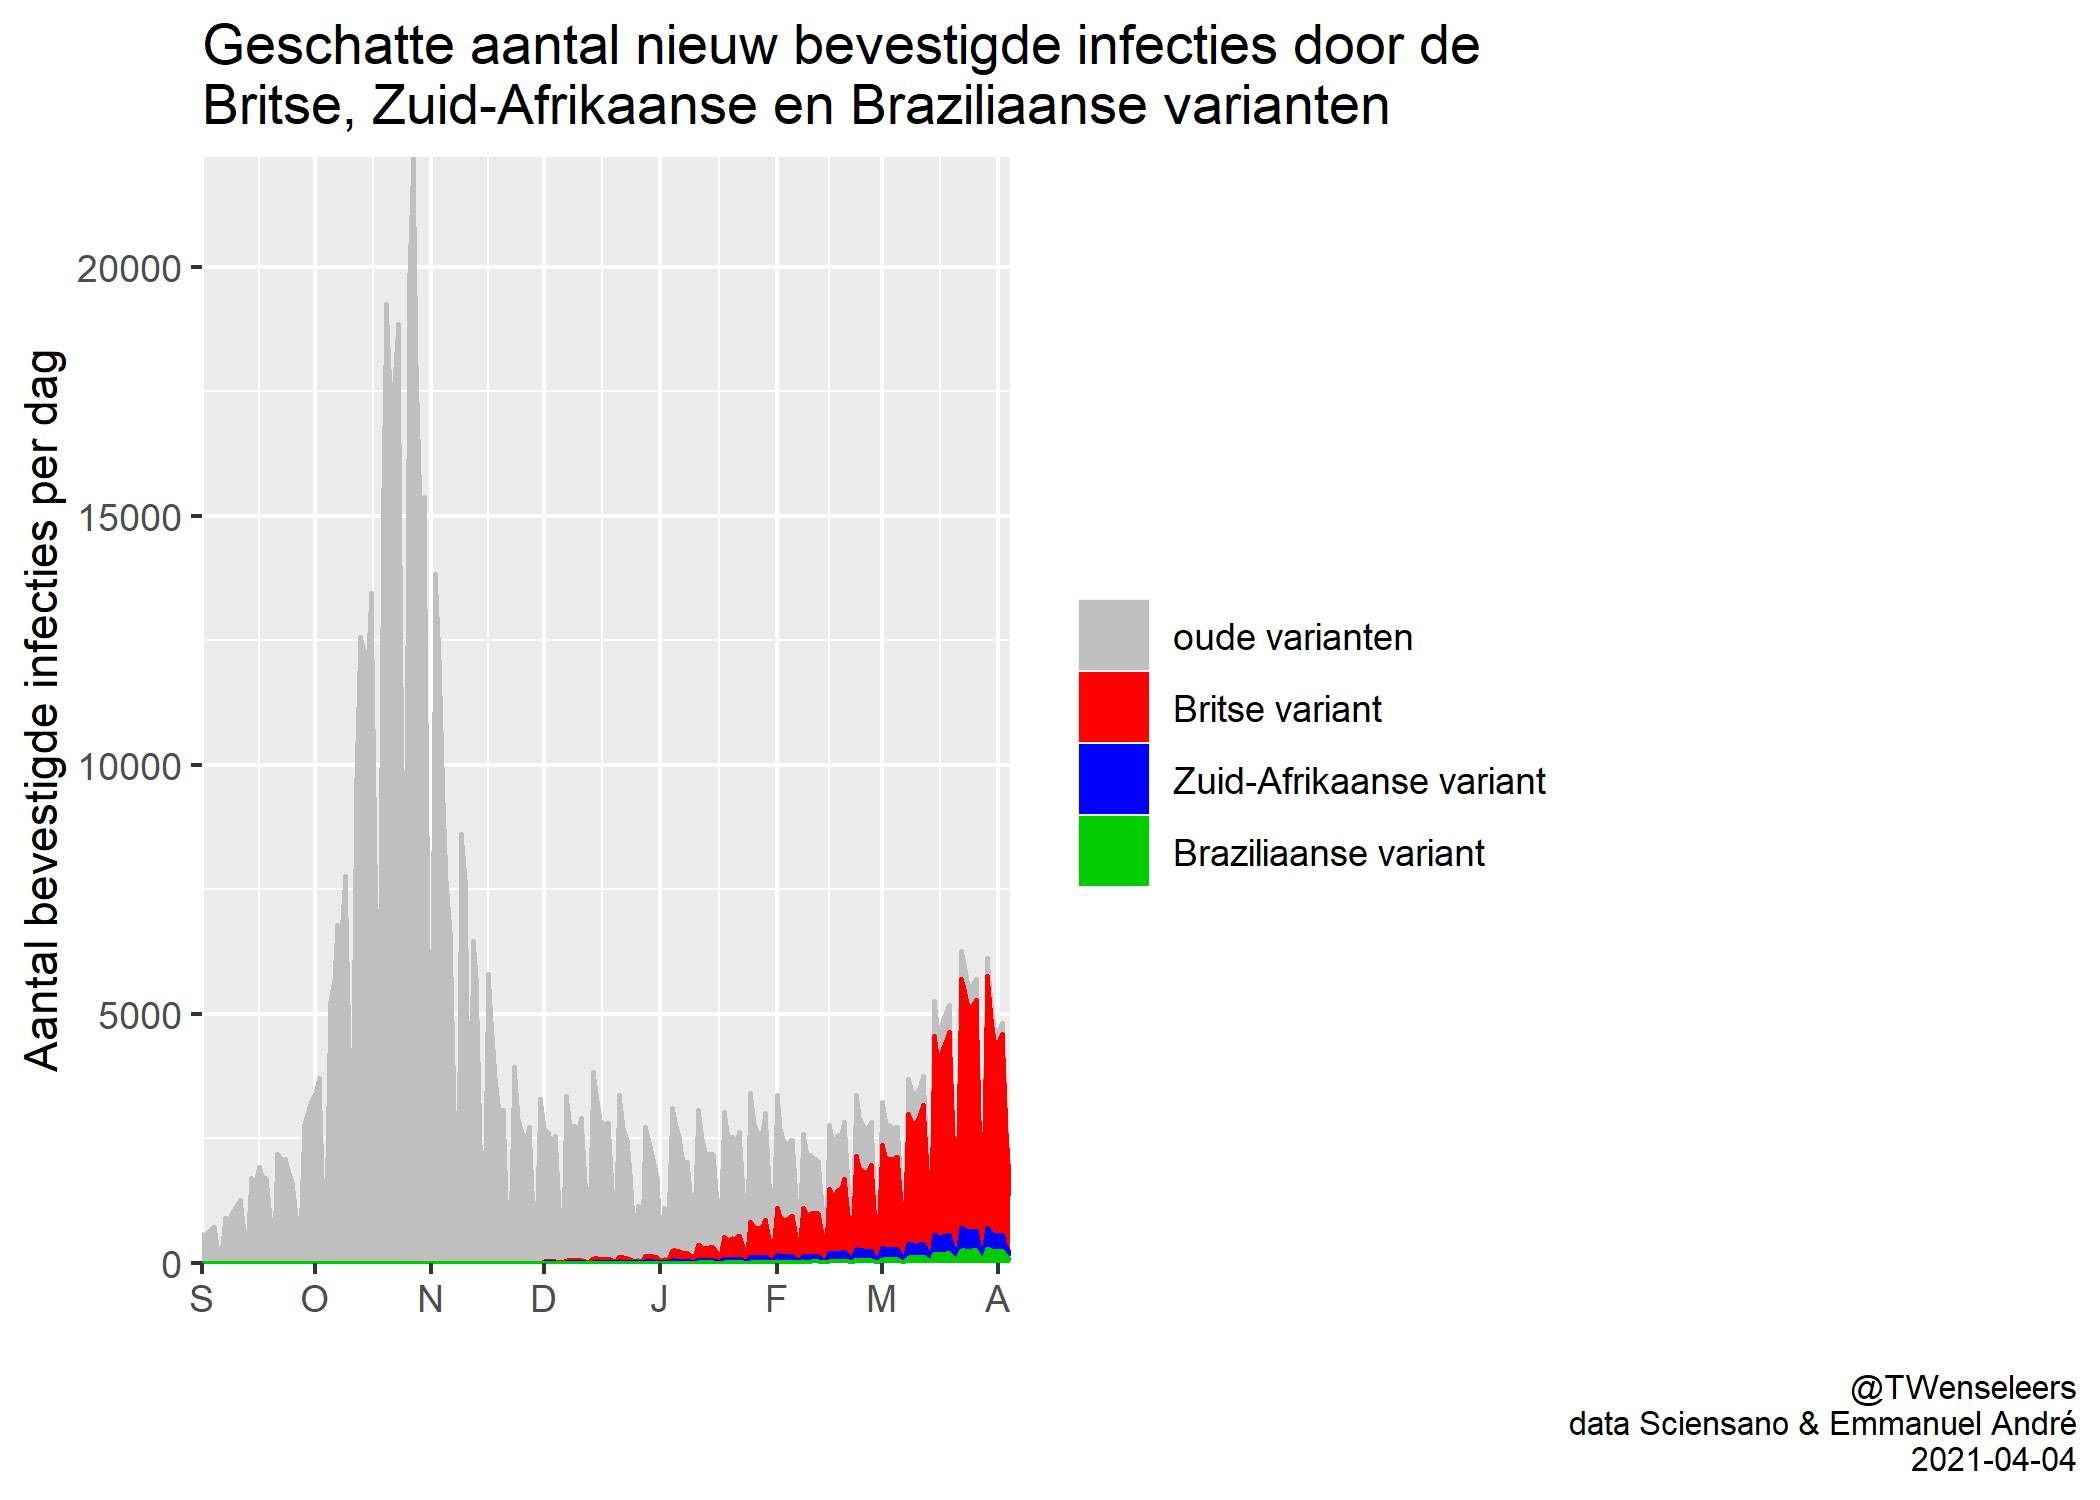 Geschatte aantal nieuw bevestigde infecties door de
Britse, Zuid-Afrikaanse en Braziliaanse varianten
Aantal bevestigde infecties per dag
20000
15000
10000
5000
0
S O N D J F M A
oude varianten
Britse variant
Zuid-Afrikaanse variant
Braziliaanse variant
@TWenseleers
data Sciensano & Emmanuel André
2021-04-04